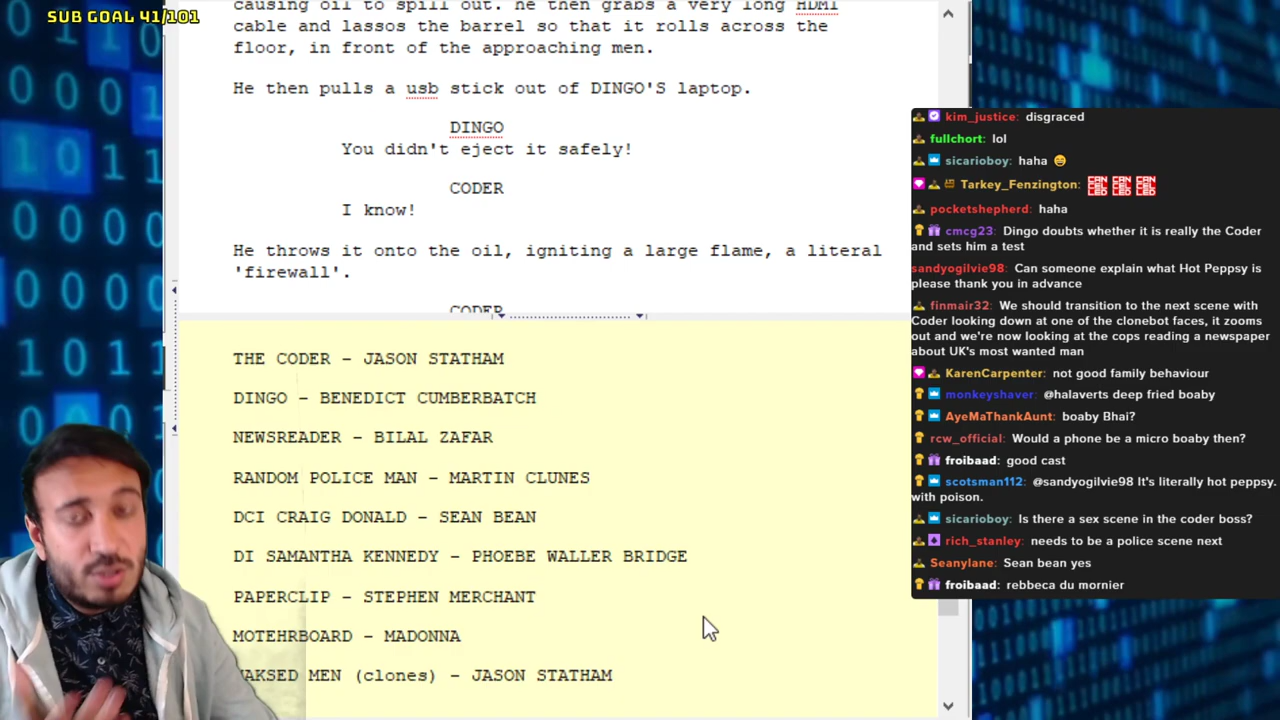 SUB GOAL 41/101
causing oil to spill out. He then grabs a very long HDMI
cable and lassos the barrel so that it rolls across the
floor, in front of the approaching men.
He then pulls a usb stick out of DINGO'S laptop.
DINGO
You didn't eject it safely!
CODER
I know!
He throws it onto the oil, igniting a large flame, a literal
'firewall'.
CODER
THE CODER - JASON STATHAM
DINGO - BENEDICT CUMBERBATCH
NEWSREADER - BILAL ZAFAR
RANDOM POLICE MAN - MARTIN CLUNES
DCI CRAIG DONALD - SEAN BEAN
DI SAMANTHA KENNEDY - PHOEBE WALLER BRIDGE
PAPERCLIP - STEPHEN MERCHANT
MOTEHRBOARD - MADONNA
AKSED MEN (clones) - JASON STATHAM
kim_justice: disgraced
fullchort: lol
sicarioboy: haha
Tarkey_Fenzington: CANCELLED CANCELLED CANCELLED
pocketshepherd: haha
cmcg23: Dingo doubts whether it is really the Coder
and sets him a test
sandyogilvie98: Can someone explain what Hot Peppsy is
please thank you in advance
finmair32: We should transition to the next scene with
Coder looking down at one of the clonebot faces, it zooms
out and we're now looking at the cops reading a newspaper
about UK's most wanted man
KarenCarpenter: not good family behaviour
monkeyshaver: @halaverts deep fried boaby
AyeMaThankAunt: boaby Bhai?
rcw_official: Would a phone be a micro boaby then?
froibaad: good cast
scotsman112: @sandyogilvie98 It's literally hot peppsy.
with poison.
sicarioboy: Is there a sex scene in the coder boss?
rich_stanley: needs to be a police scene next
Seanylane: Sean bean yes
froibaad: rebbeca du mornier